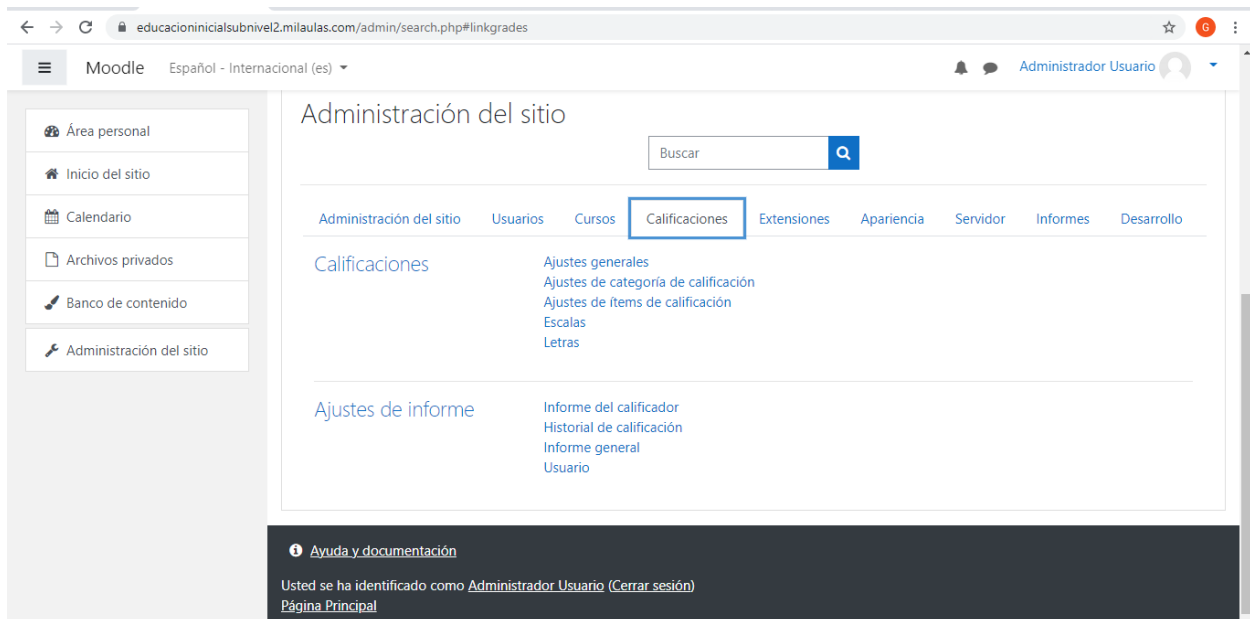 educacioninicialsubnivel2.milaulas.com/admin/search.php#linkgrades
G
Moodle Español - Internacional (es) Administrador Usuario
Administración del sitio
Buscar
Área personal
Inicio del sitio
Calendario
Archivos privados
Banco de contenido
Administración del sitio
Administración del sitio Usuarios Cursos Calificaciones Extensiones Apariencia Servidor Informes Desarrollo
Calificaciones
Ajustes generales
Ajustes de categoría de calificación
Ajustes de ítems de calificación
Escalas
Letras
Ajustes de informe
Informe del calificador
Historial de calificación
Informe general
Usuario
Ayuda y documentación
Usted se ha identificado como Administrador Usuario (Cerrar sesión)
Página Principal